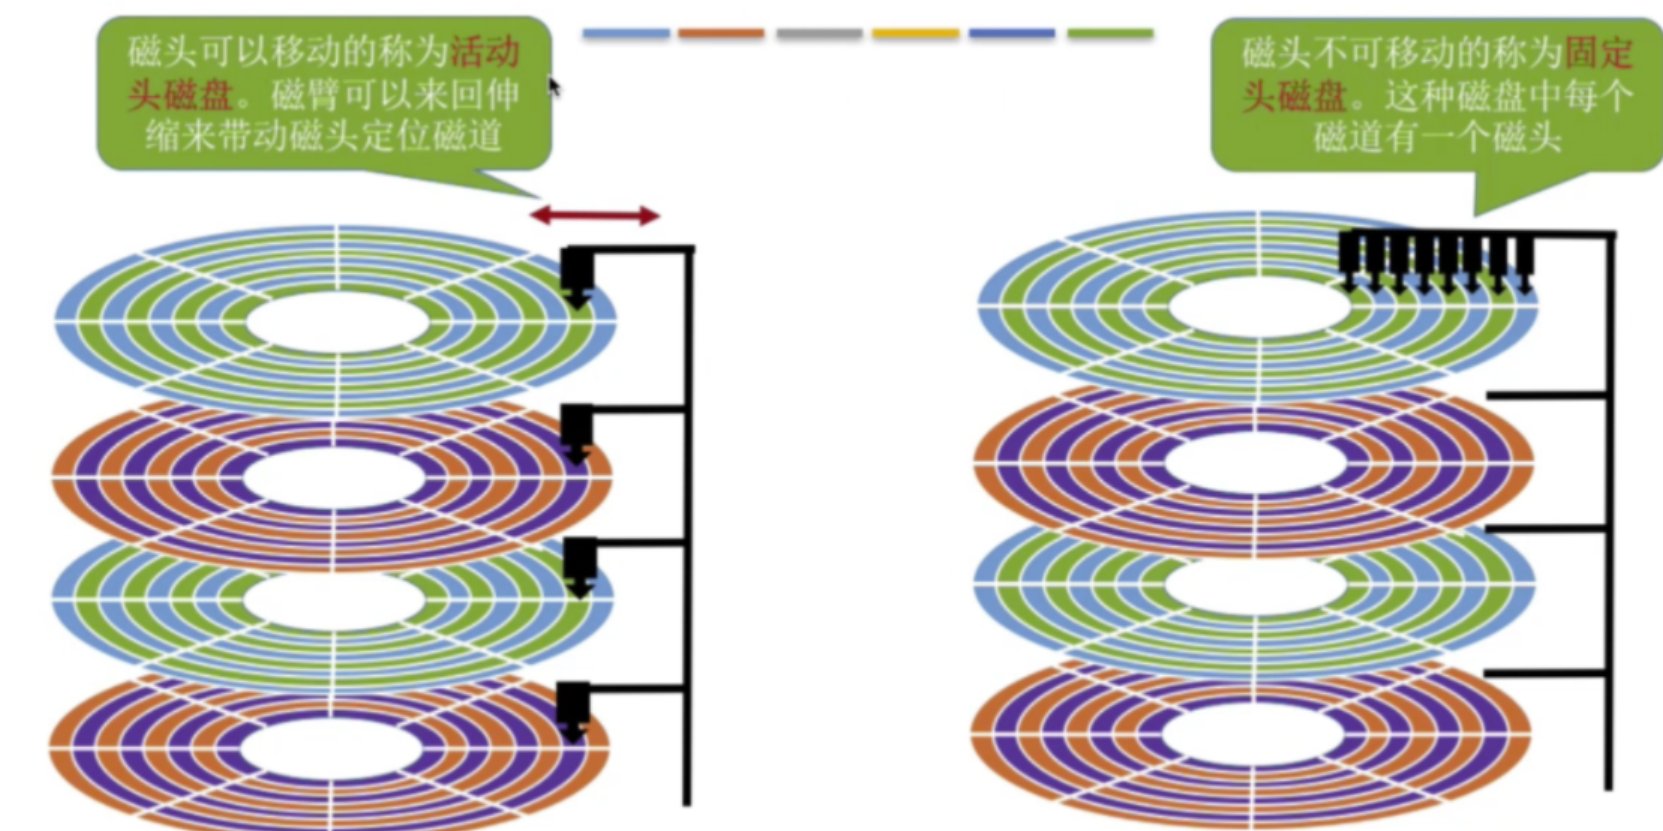 磁头可以移动的称为活动
头磁盘。磁臂可以来回伸
缩来带动磁头定位磁道
磁头不可移动的称为固定
头磁盘。这种磁盘中每个
磁道有一个磁头